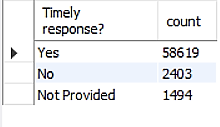 Timely
response? count
Yes 58619
No 2403
Not Provided 1494